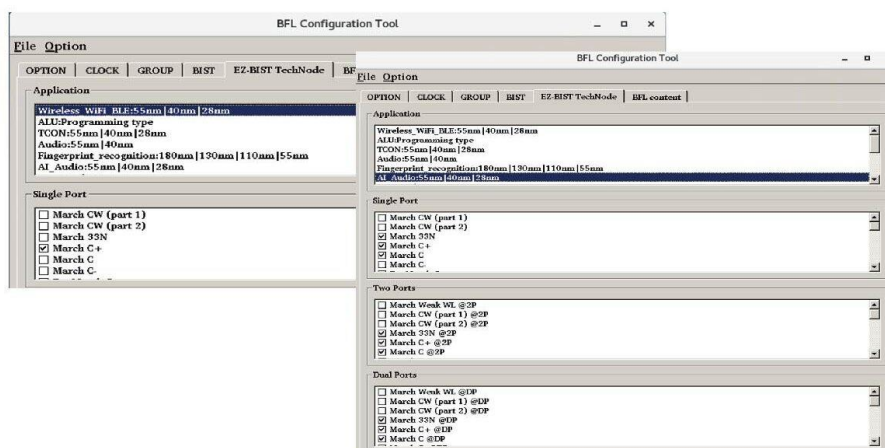 BFL Configuration Tool
File Option
OPTION CLOCK GROUP BIST EZ-BIST TechNode BF
Application
Wireless_WiFi_BLE:55nm|40nm|28nm
ALU:Programming type
TCON:55nm|40nm|28nm
Audio:55nm|40nm
Fingerprint_recognition:180nm|130nm|110nm|55nm
AI_Audio:55nm|40nm|28nm
Single Port
March CW (part 1)
March CW (part 2)
March 33N
March C+
March C
March C-
BFL Configuration Tool
File Option
OPTION CLOCK GROUP BIST EZ-BIST TechNode BFL content
Application
Wireless_WiFi_BLE:55nm|40nm|28nm
ALU:Programming type
TCON:55nm|40nm|28nm
Audio:55nm|40nm
Fingerprint_recognition:180nm|130nm|110nm|55nm
AI_Audio:55nm|40nm|28nm
Single Port
March CW (part 1)
March CW (part 2)
March 33N
March C+
March C
March C-
Two Ports
March Weak WL @2P
March CW (part 1) @2P
March CW (part 2) @2P
March 33N @2P
March C+ @2P
March C @2P
Dual Ports
March Weak WL @DP
March CW (part 1) @DP
March CW (part 2) @DP
March 33N @DP
March C+ @DP
March C @DP